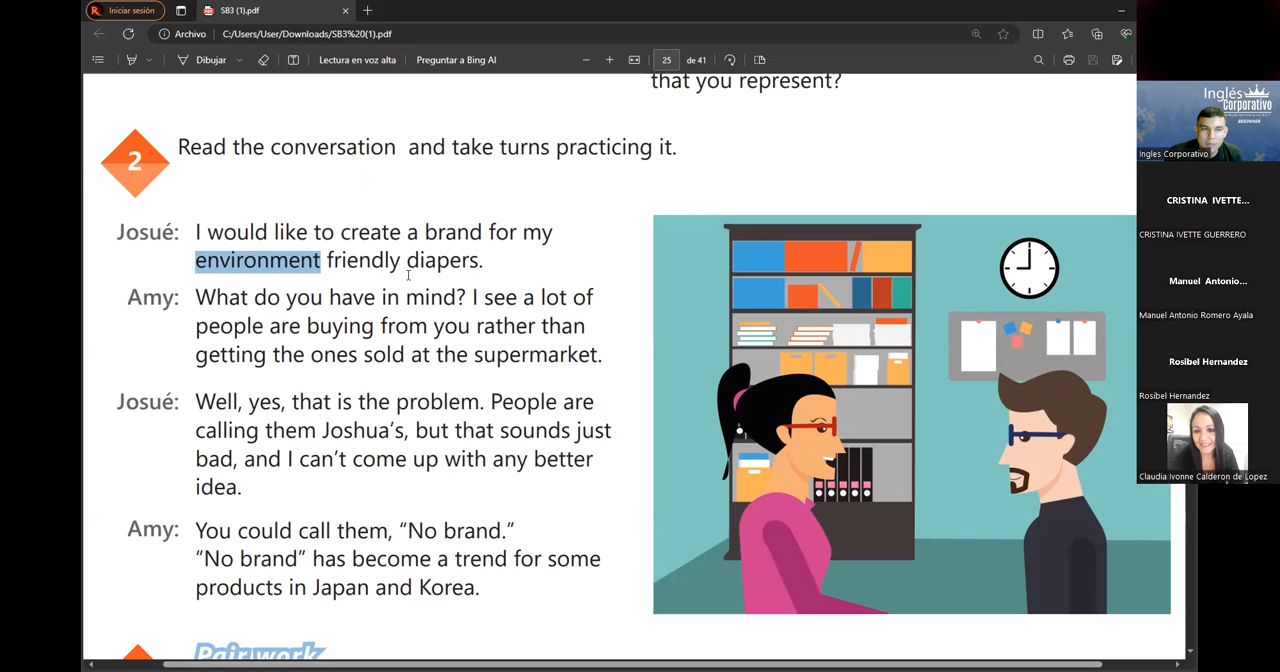 Iniciar sesión
SB3 (1).pdf
Archivo
C:/Users/User/Downloads/SB3%20(1).pdf
Dibujar
Lectura en voz alta
Preguntar a Bing AI
25
de 41
that you represent?
2
Read the conversation and take turns practicing it.
Josué: I would like to create a brand for my
environment friendly diapers.
Amy: What do you have in mind? I see a lot of
people are buying from you rather than
getting the ones sold at the supermarket.
Josué: Well, yes, that is the problem. People are
calling them Joshua's, but that sounds just
bad, and I can't come up with any better
idea.
Amy: You could call them, “No brand.”
“No brand” has become a trend for some
products in Japan and Korea.
Pair work
Inglés
Corporativo
BEGINNER
Ingles Corporativo
CRISTINA IVETTE...
CRISTINA IVETTE GUERRERO
Manuel Antonio...
Manuel Antonio Romero Ayala
Rosibel Hernandez
Rosibel Hernandez
Claudia Ivonne Calderon de Lopez